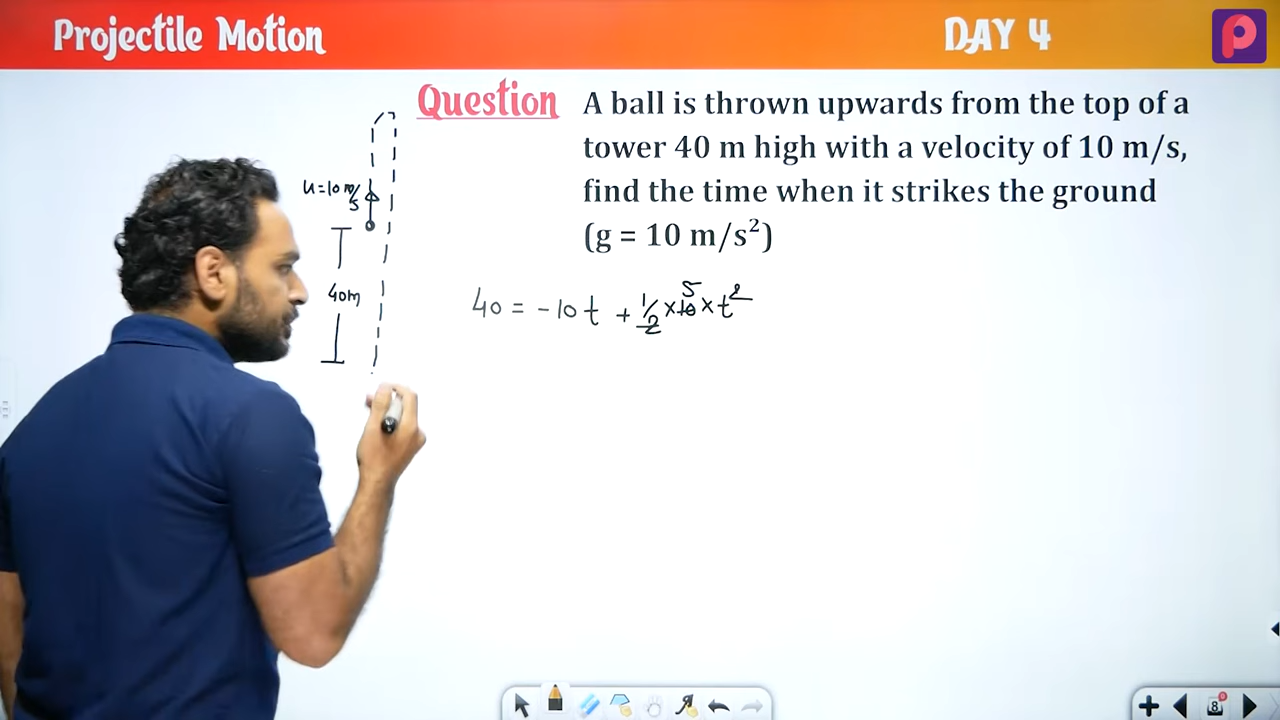 Projectile Motion
DAY 4
Question
A ball is thrown upwards from the top of a
tower 40 m high with a velocity of 10 m/s,
find the time when it strikes the ground
(g = 10 m/s²)
u=10 m/s
40m
40 = -10t + 1/2 × 10 5 × t²
8